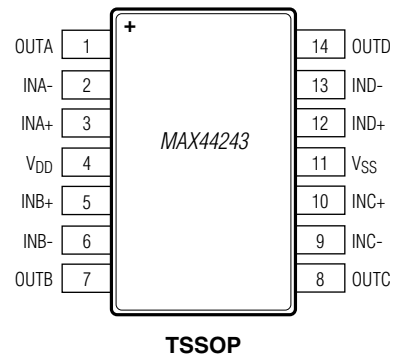 +
OUTA 1 14 OUTD
INA- 2 13 IND-
INA+ 3 12 IND+
MAX44243
VDD 4 11 VSS
INB+ 5 10 INC+
INB- 6 9 INC-
OUTB 7 8 OUTC
TSSOP